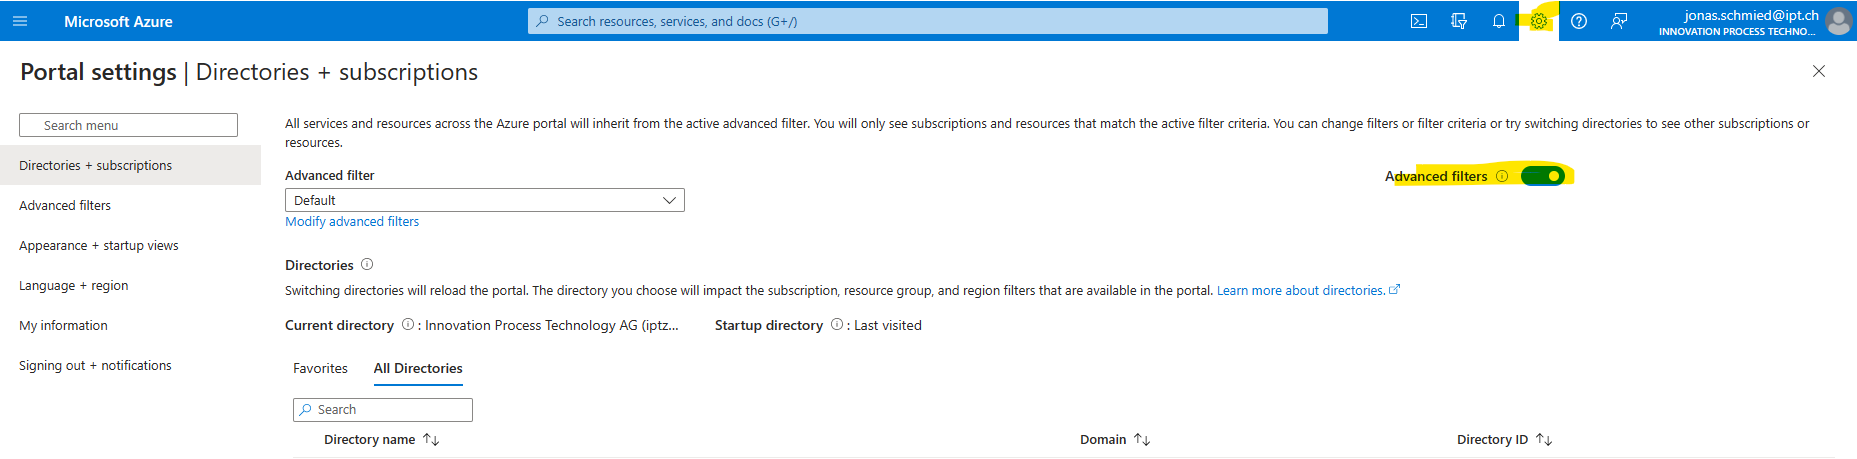 Microsoft Azure
Search resources, services, and docs (G+/)
jonas.schmied@ipt.ch
INNOVATION PROCESS TECHNO...
Portal settings | Directories + subscriptions
Search menu
Directories + subscriptions
Advanced filters
Appearance + startup views
Language + region
My information
Signing out + notifications
All services and resources across the Azure portal will inherit from the active advanced filter. You will only see subscriptions and resources that match the active filter criteria. You can change filters or filter criteria or try switching directories to see other subscriptions or
resources.
Advanced filter
Advanced filters
Default
Modify advanced filters
Directories
Switching directories will reload the portal. The directory you choose will impact the subscription, resource group, and region filters that are available in the portal. Learn more about directories.
Current directory : Innovation Process Technology AG (iptz... Startup directory : Last visited
Favorites All Directories
Search
Directory name Domain Directory ID